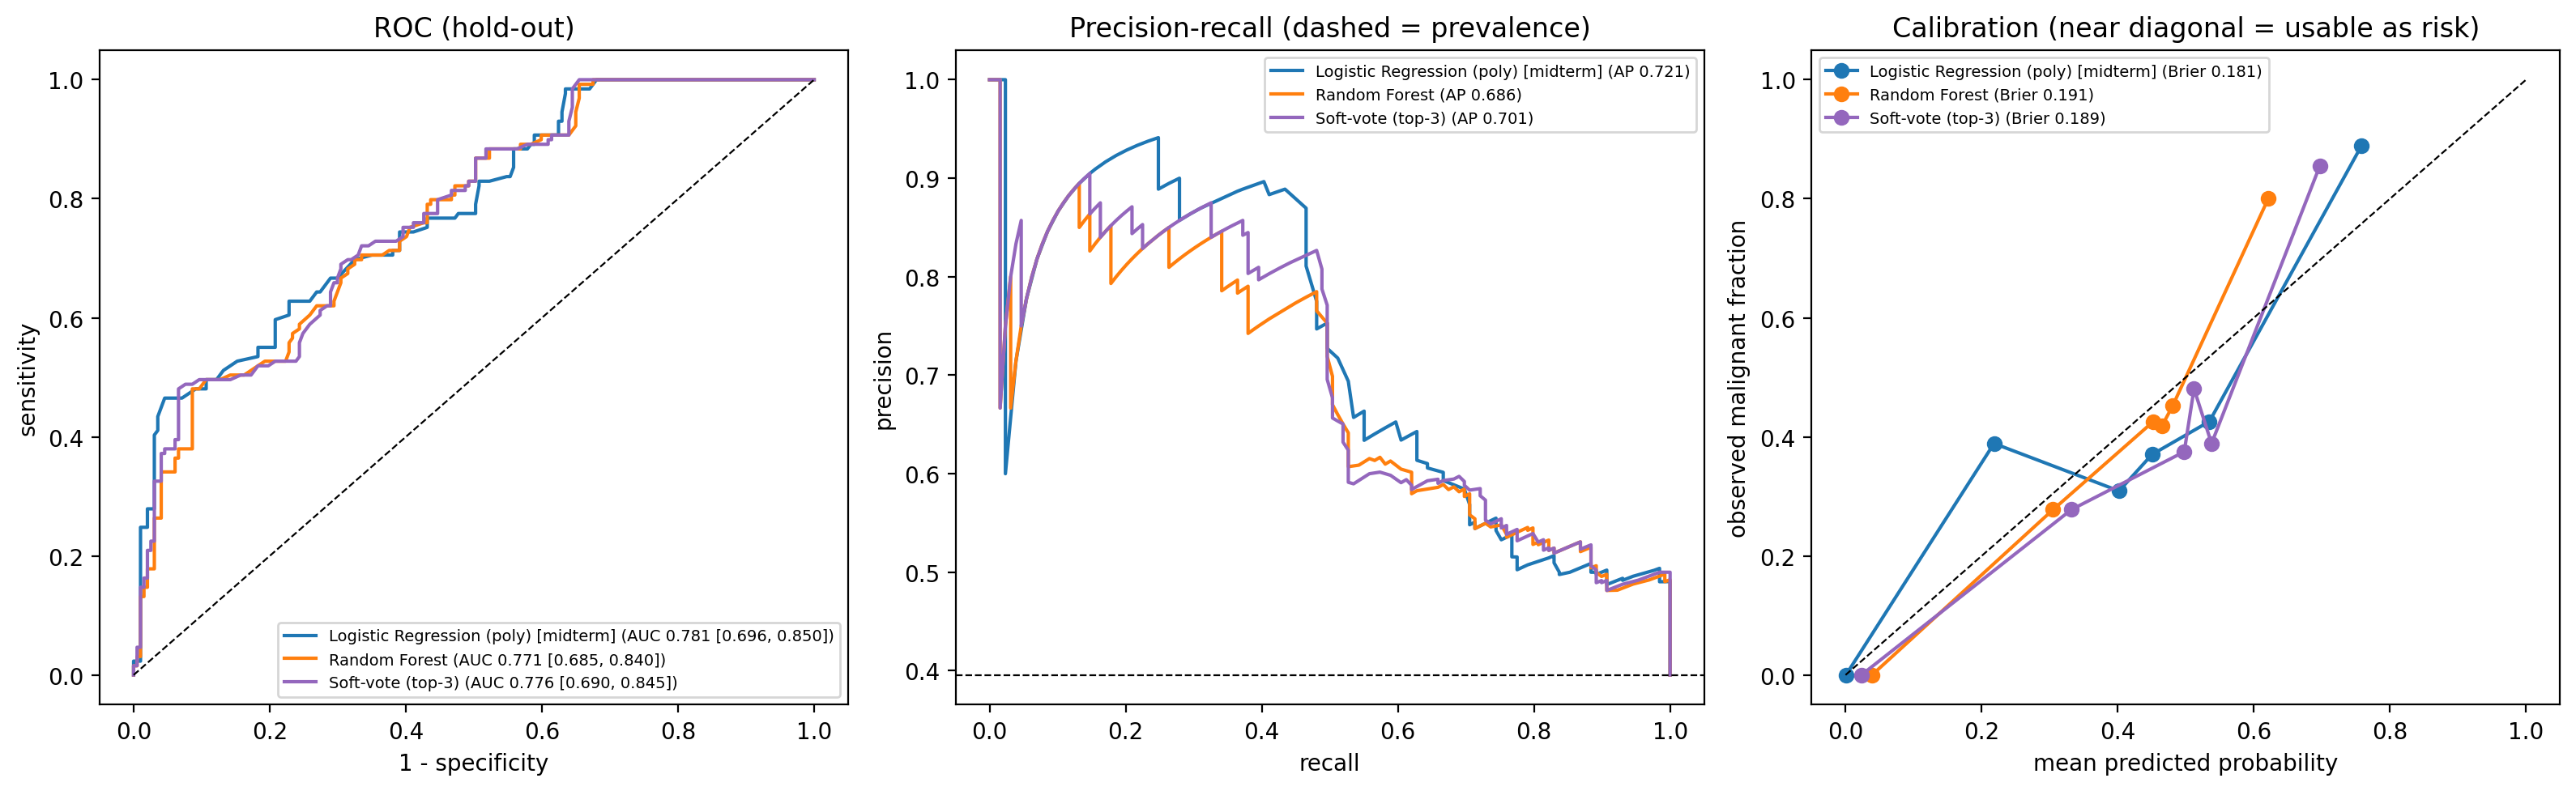 ROC (hold-out)
sensitivity
1.0
0.8
0.6
0.4
0.2
0.0
Logistic Regression (poly) [midterm] (AUC 0.781 [0.696, 0.850])
Random Forest (AUC 0.771 [0.685, 0.840])
Soft-vote (top-3) (AUC 0.776 [0.690, 0.845])
0.0 0.2 0.4 0.6 0.8 1.0
1 - specificity
Precision-recall (dashed = prevalence)
precision
1.0
0.9
0.8
0.7
0.6
0.5
0.4
Logistic Regression (poly) [midterm] (AP 0.721)
Random Forest (AP 0.686)
Soft-vote (top-3) (AP 0.701)
0.0 0.2 0.4 0.6 0.8 1.0
recall
Calibration (near diagonal = usable as risk)
observed malignant fraction
1.0
0.8
0.6
0.4
0.2
0.0
Logistic Regression (poly) [midterm] (Brier 0.181)
Random Forest (Brier 0.191)
Soft-vote (top-3) (Brier 0.189)
0.0 0.2 0.4 0.6 0.8 1.0
mean predicted probability